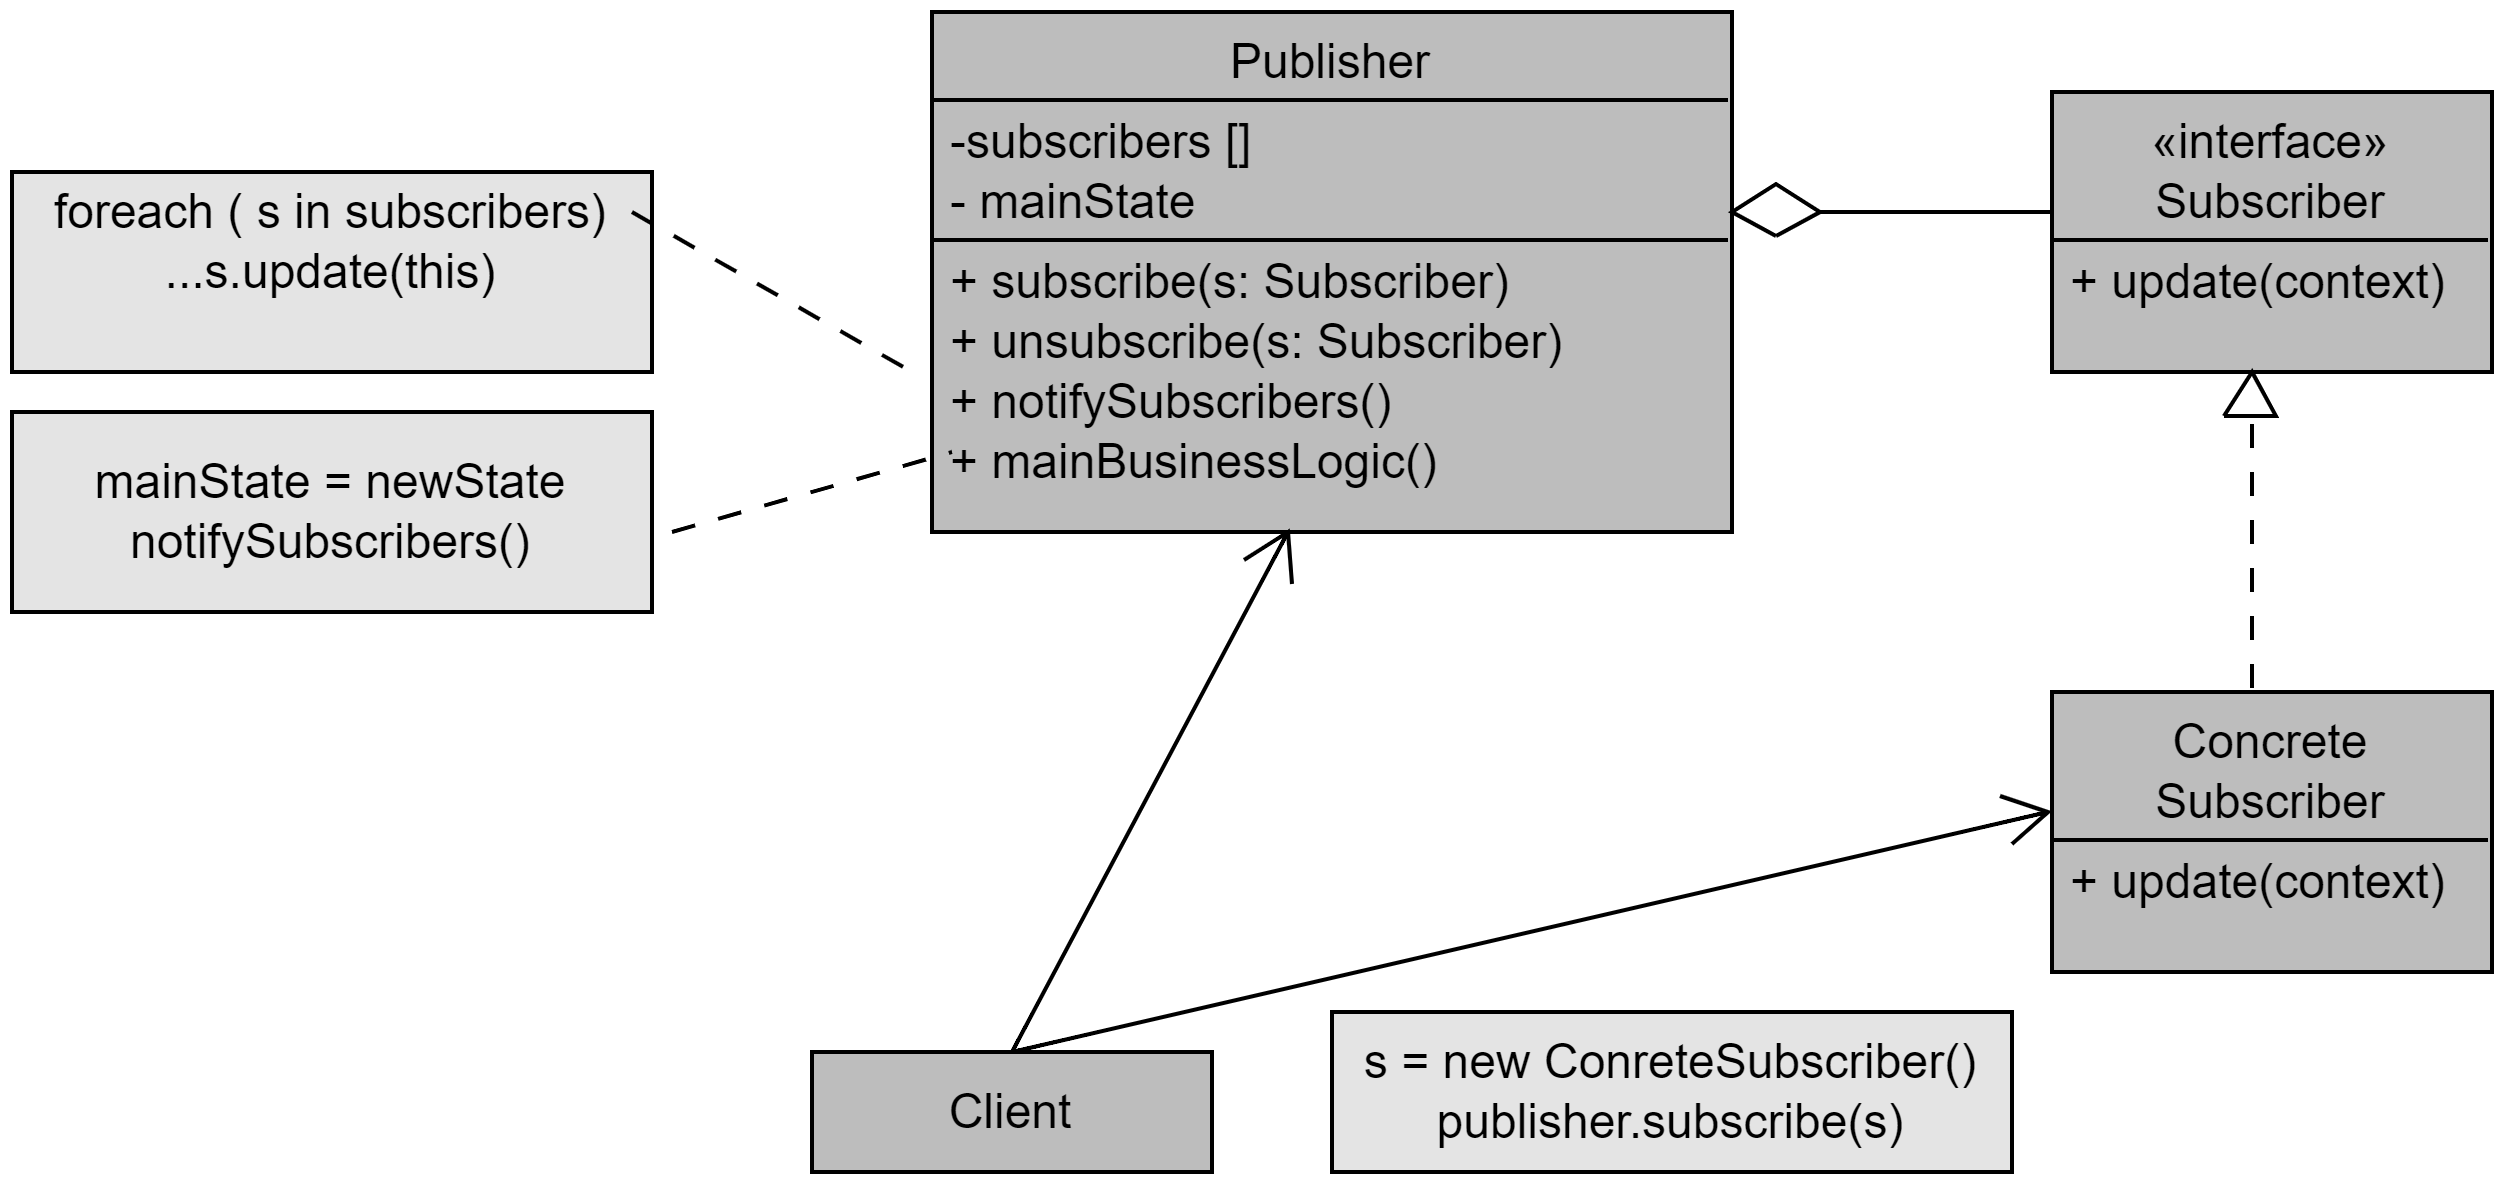 Publisher
-subscribers []
- mainState
+ subscribe(s: Subscriber)
+ unsubscribe(s: Subscriber)
+ notifySubscribers()
+ mainBusinessLogic()
«interface»
Subscriber
+ update(context)
foreach ( s in subscribers)
...s.update(this)
mainState = newState
notifySubscribers()
Concrete
Subscriber
+ update(context)
Client
s = new ConreteSubscriber()
publisher.subscribe(s)